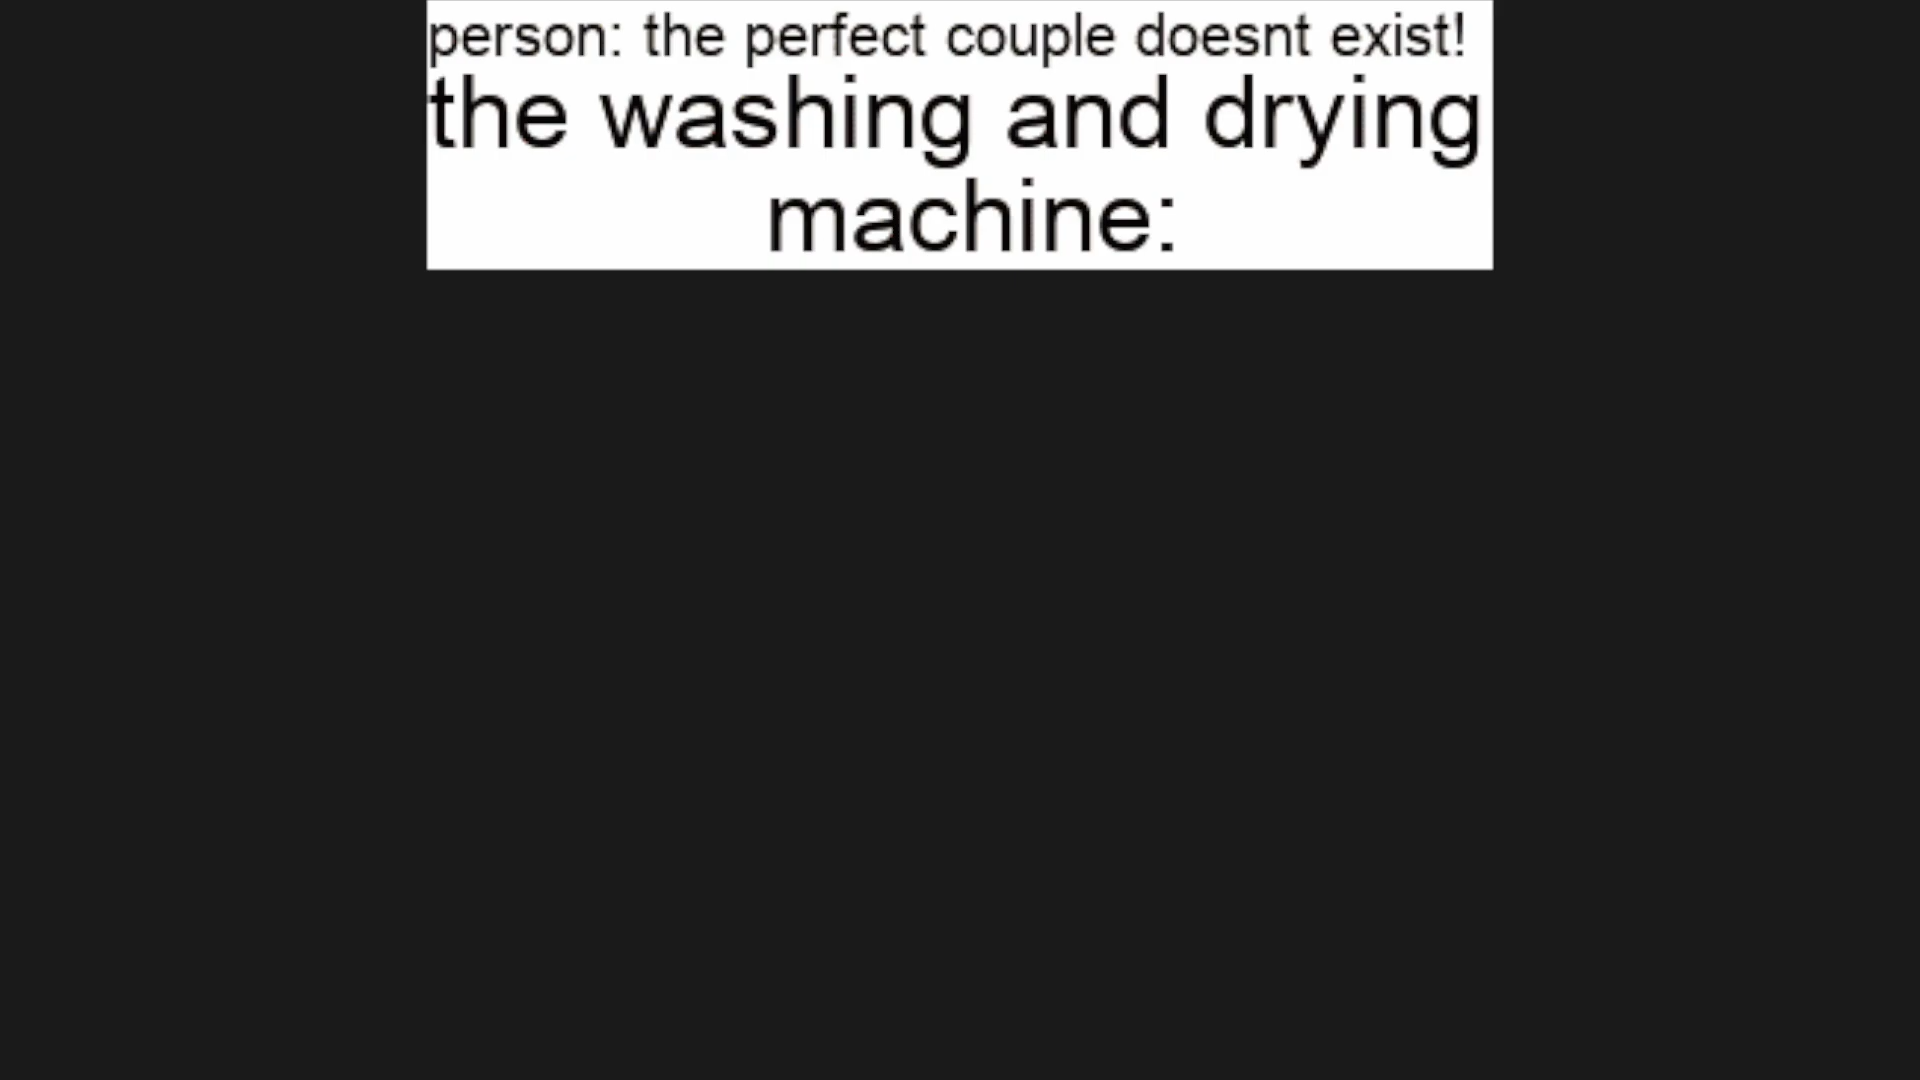 person: the perfect couple doesnt exist!
the washing and drying
machine: